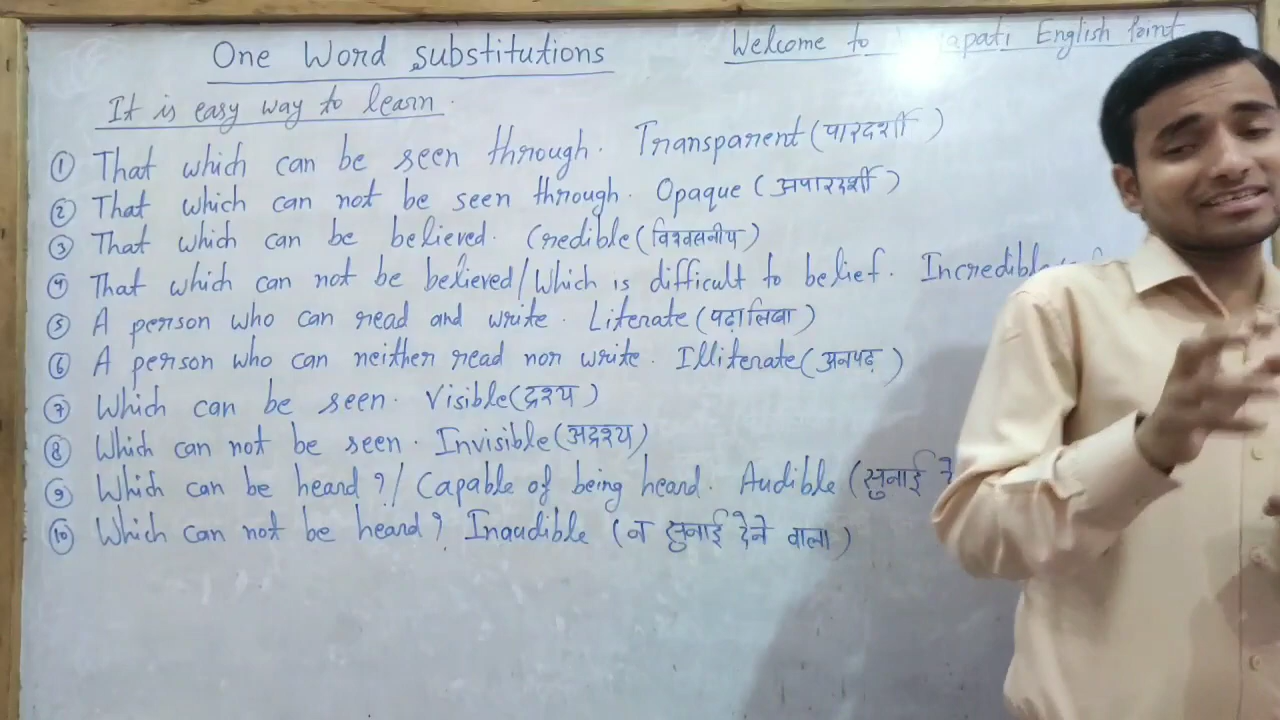 One Word Substitutions
Welcome to apati English Point
It is easy way to learn.
① That which can be seen through. Transparent (पारदर्शी)
② That which can not be seen through. Opaque (अपारदर्शी)
③ That which can be believed. Credible (विश्वसनीय)
④ That which can not be believed/Which is difficult to belief. Incredible
⑤ A person who can read and write. Literate (पढ़ा लिखा)
⑥ A person who can neither read nor write. Illiterate (अनपढ़)
⑦ Which can be seen. Visible (द्रश्य)
⑧ Which can not be seen. Invisible (अद्रश्य)
⑨ Which can be heard?/ Capable of being heard. Audible (सुनाई
⑩ Which can not be heard? Inaudible (न सुनाई देने वाला)